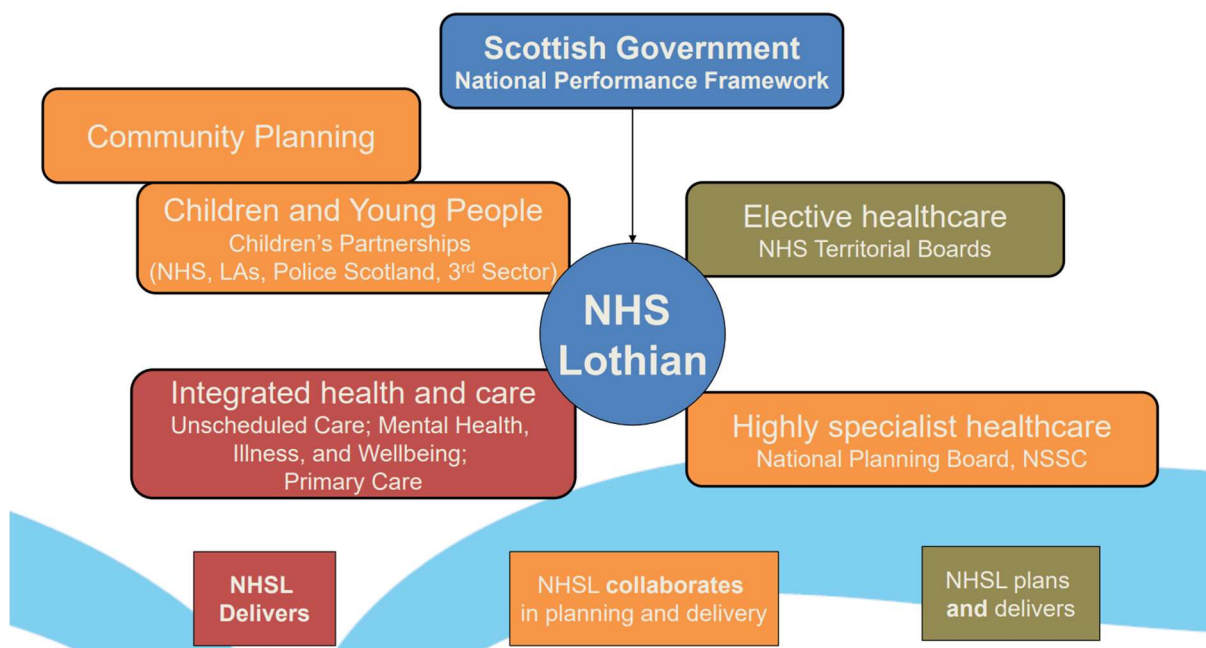 Scottish Government
National Performance Framework
Community Planning
Children and Young People
Children's Partnerships
(NHS, LAs, Police Scotland, 3rd Sector)
Elective healthcare
NHS Territorial Boards
NHS
Lothian
Integrated health and care
Unscheduled Care; Mental Health,
Illness, and Wellbeing;
Primary Care
Highly specialist healthcare
National Planning Board, NSSC
NHSL
Delivers
NHSL collaborates
in planning and delivery
NHSL plans
and delivers